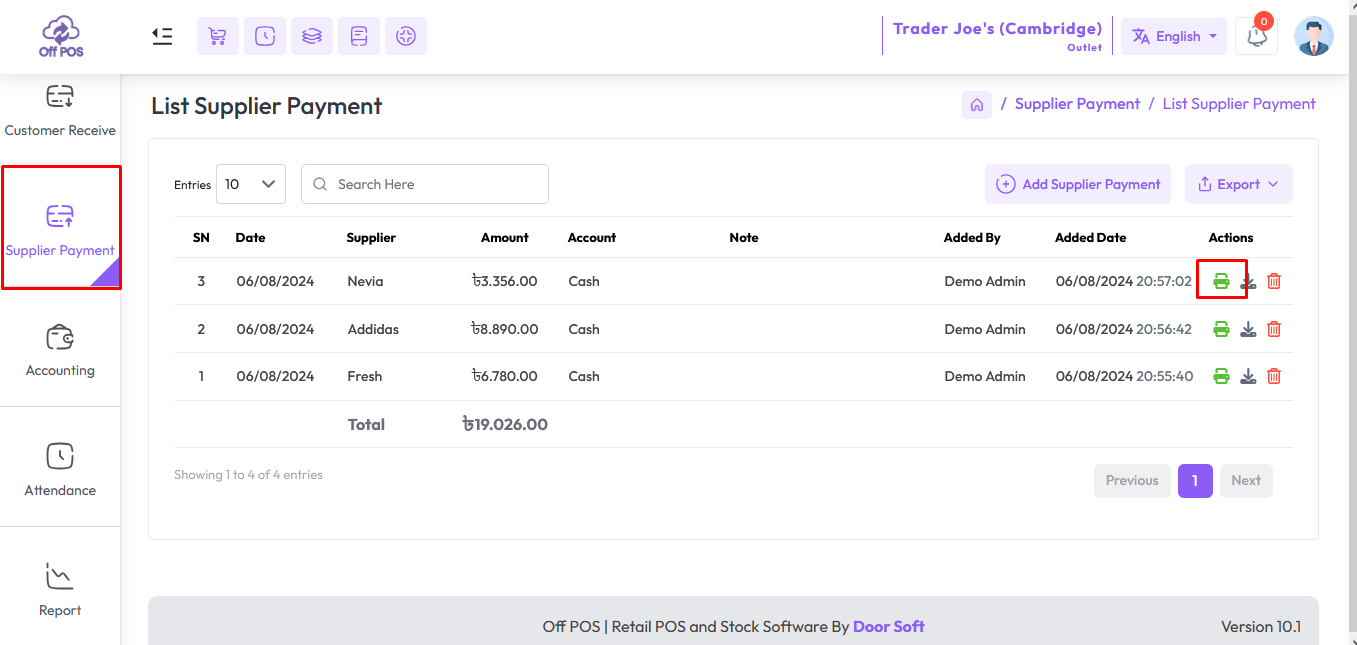 Off POS
Trader Joe's (Cambridge)
Outlet
English
0
Customer Receive
Supplier Payment
Accounting
Attendance
Report
List Supplier Payment
/ Supplier Payment / List Supplier Payment
Entries 10 Search Here Add Supplier Payment Export
SN Date Supplier Amount Account Note Added By Added Date Actions
3 06/08/2024 Nevia ৳3.356.00 Cash Demo Admin 06/08/2024 20:57:02
2 06/08/2024 Addidas ৳8.890.00 Cash Demo Admin 06/08/2024 20:56:42
1 06/08/2024 Fresh ৳6.780.00 Cash Demo Admin 06/08/2024 20:55:40
Total ৳19.026.00
Showing 1 to 4 of 4 entries
Previous 1 Next
Off POS | Retail POS and Stock Software By Door Soft
Version 10.1